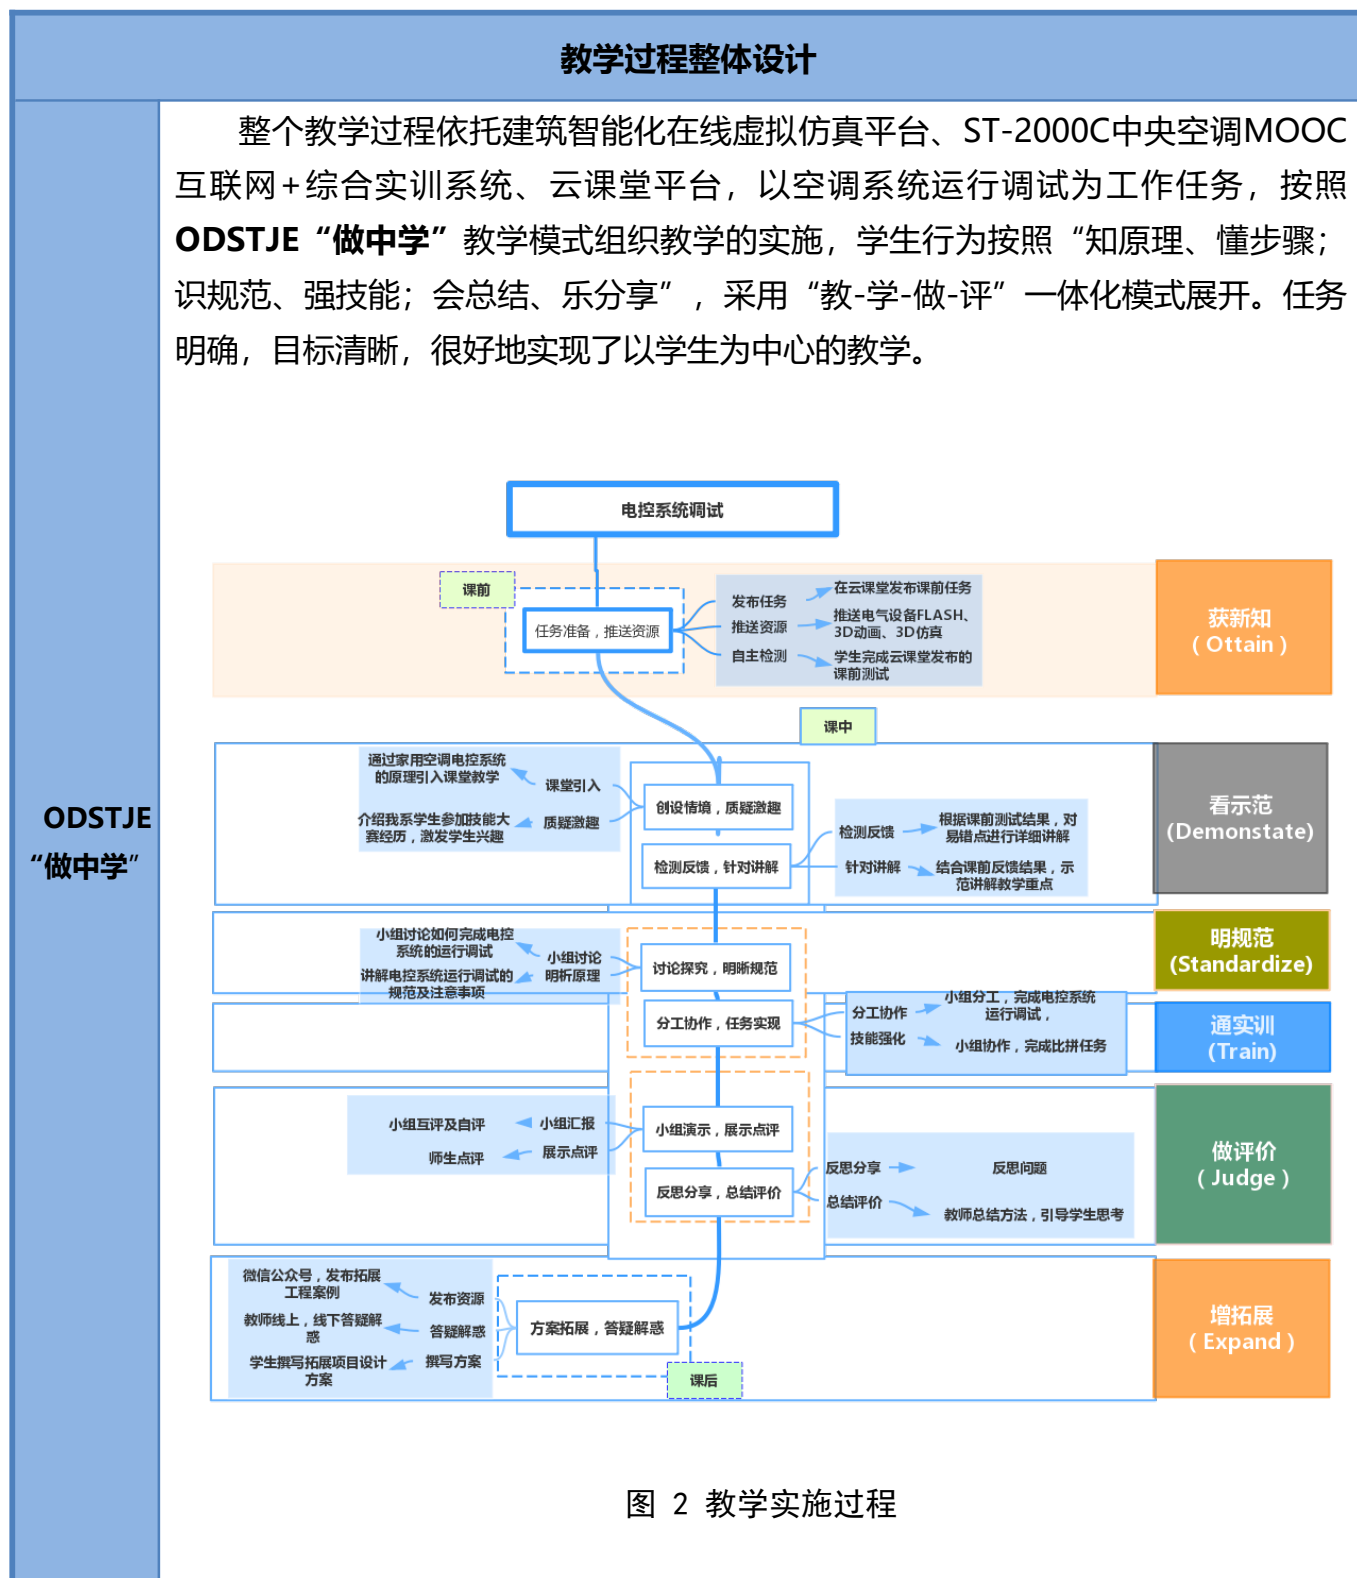 教学过程整体设计
整个教学过程依托建筑智能化在线虚拟仿真平台、ST-2000C中央空调MOOC
互联网+综合实训系统、云课堂平台，以空调系统运行调试为工作任务，按照
ODSTJE“做中学”教学模式组织教学的实施，学生行为按照“知原理、懂步骤；
识规范、强技能；会总结、乐分享”，采用“教-学-做-评”一体化模式展开。任务
明确，目标清晰，很好地实现了以学生为中心的教学。
ODSTJE
“做中学”
电控系统调试
课前
任务准备，推送资源
发布任务
在云课堂发布课前任务
推送资源
推送电气设备FLASH、
3D动画、3D仿真
自主检测
学生完成云课堂发布的
课前测试
获新知
（Ottain）
课中
通过家用空调电控系统
的原理引入课堂教学
课堂引入
介绍我系学生参加技能大
赛经历，激发学生兴趣
质疑激趣
创设情境，质疑激趣
检测反馈，针对讲解
检测反馈
根据课前测试结果，对
易错点进行详细讲解
针对讲解
结合课前反馈结果，示
范讲解教学重点
看示范
(Demonstate)
小组讨论如何完成电控
系统的运行调试
小组讨论
讲解电控系统运行调试的
规范及注意事项
明析原理
讨论探究，明晰规范
明规范
(Standardize)
分工协作，任务实现
分工协作
小组分工，完成电控系统
运行调试，
技能强化
小组协作，完成比拼任务
通实训
(Train)
小组互评及自评
小组汇报
师生点评
展示点评
小组演示，展示点评
反思分享，总结评价
反思分享
反思问题
总结评价
教师总结方法，引导学生思考
做评价
（Judge）
微信公众号，发布拓展
工程案例
发布资源
教师线上，线下答疑解
惑
答疑解惑
学生撰写拓展项目设计
方案
撰写方案
方案拓展，答疑解惑
课后
增拓展
（Expand）
图 2 教学实施过程